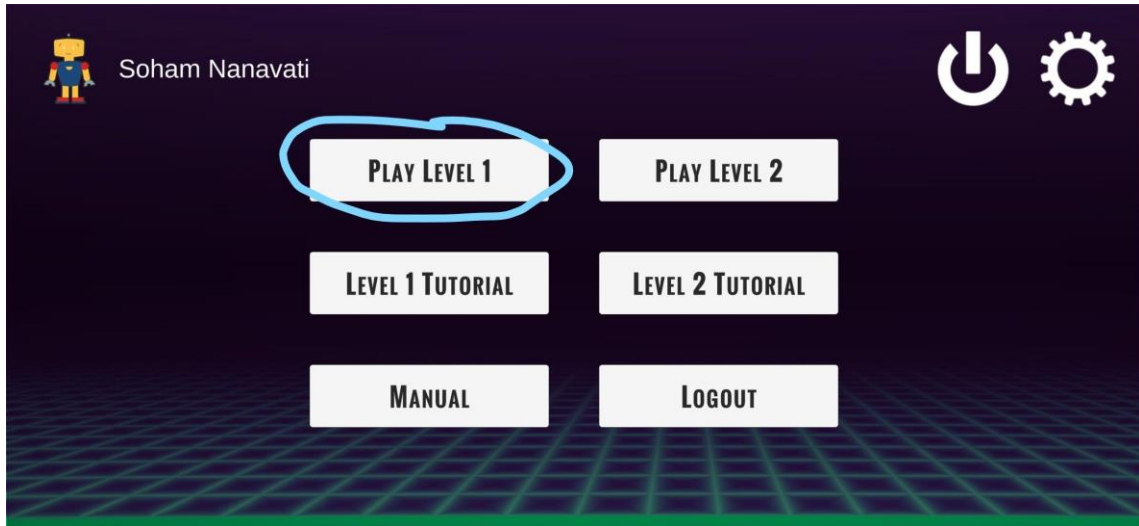 Soham Nanavati
PLAY LEVEL 1
PLAY LEVEL 2
LEVEL 1 TUTORIAL
LEVEL 2 TUTORIAL
MANUAL
LOGOUT